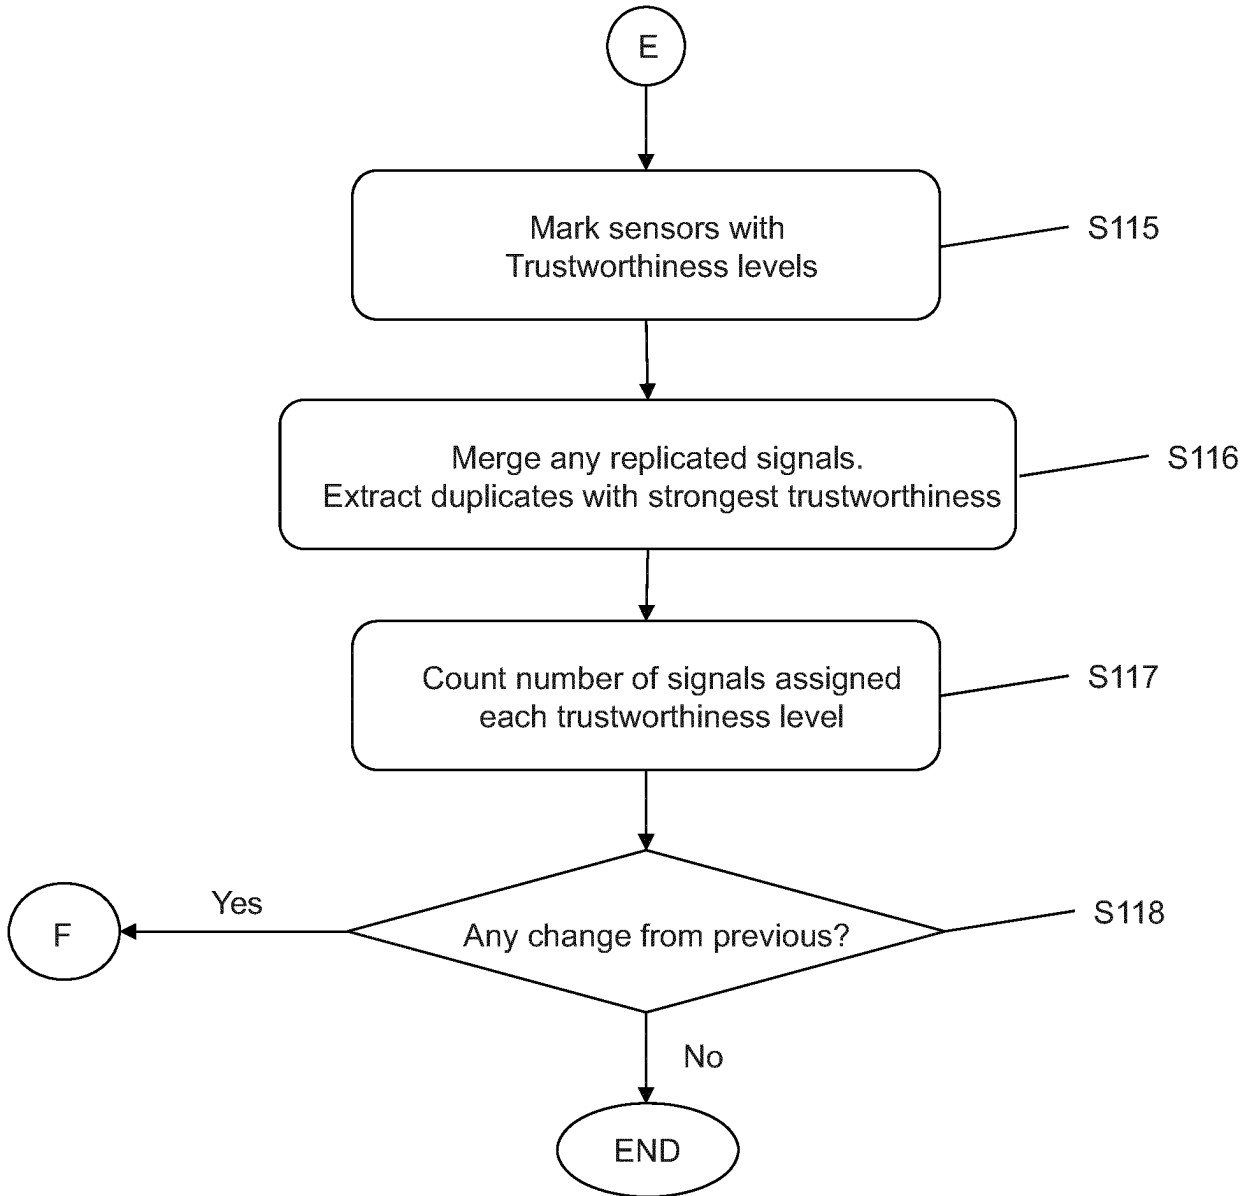 E
Mark sensors with
Trustworthiness levels
S115
Merge any replicated signals.
Extract duplicates with strongest trustworthiness
S116
Count number of signals assigned
each trustworthiness level
S117
Any change from previous?
S118
Yes
F
No
END